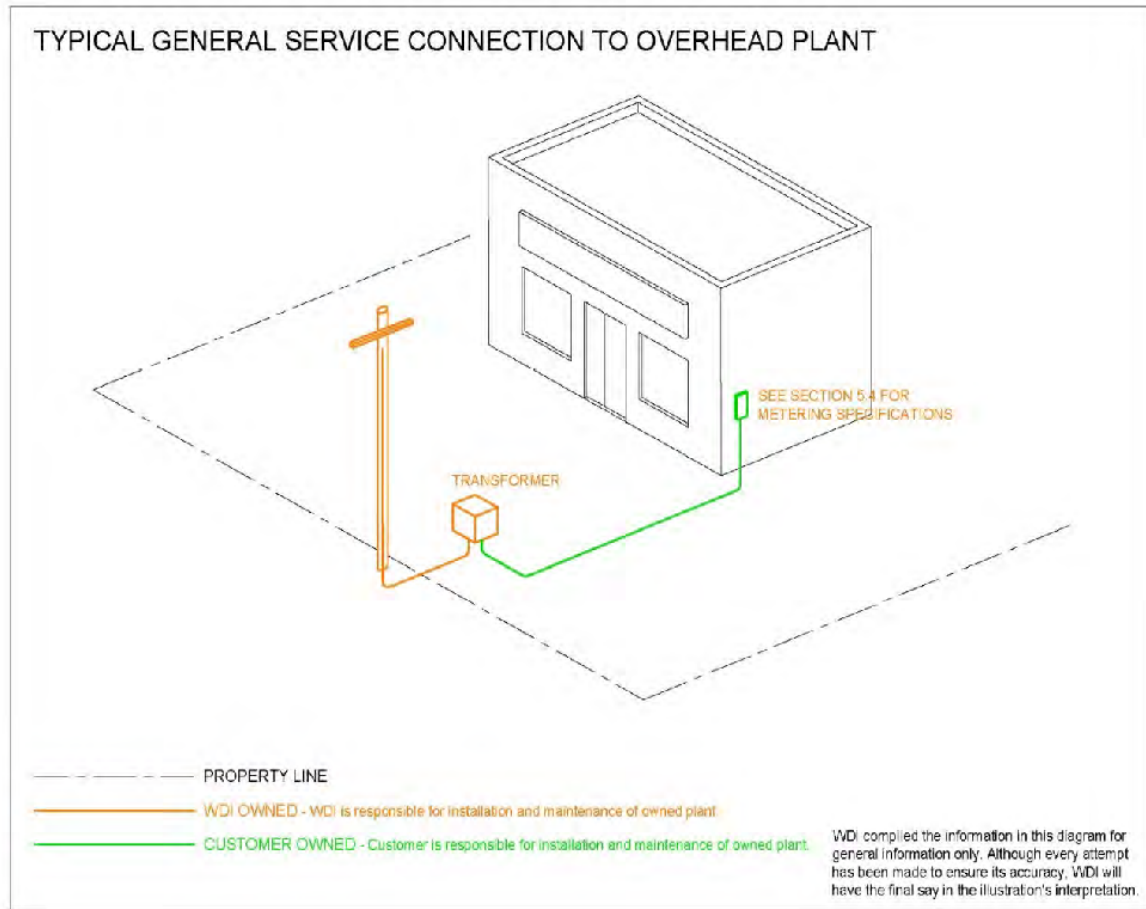 TYPICAL GENERAL SERVICE CONNECTION TO OVERHEAD PLANT
SEE SECTION 5.4 FOR
METERING SPECIFICATIONS
TRANSFORMER
PROPERTY LINE
WDI OWNED - WDI is responsible for installation and maintenance of owned plant
CUSTOMER OWNED - Customer is responsible for installation and maintenance of owned plant.
WDI complied the information in this diagram for
general information only. Although every attempt
has been made to ensure its accuracy, WDI will
have the final say in the illustration's interpretation.